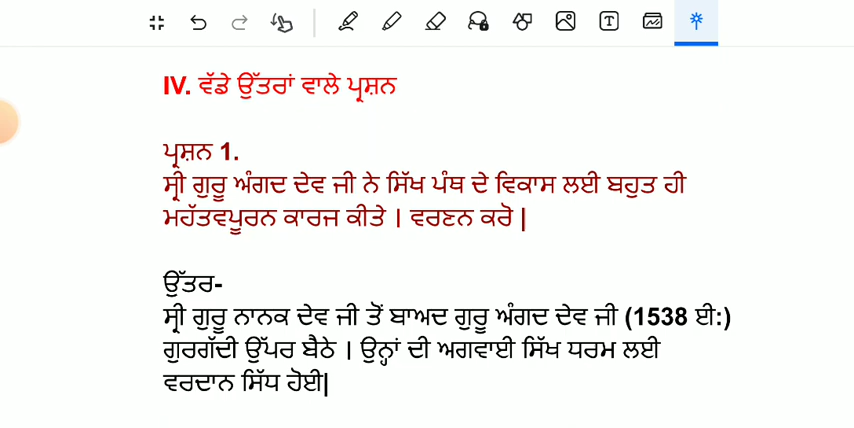 IV. ਵੱਡੇ ਉੱਤਰਾਂ ਵਾਲੇ ਪ੍ਰਸ਼ਨ
ਪ੍ਰਸ਼ਨ 1.
ਸ੍ਰੀ ਗੁਰੂ ਅੰਗਦ ਦੇਵ ਜੀ ਨੇ ਸਿੱਖ ਪੰਥ ਦੇ ਵਿਕਾਸ ਲਈ ਬਹੁਤ ਹੀ
ਮਹੱਤਵਪੂਰਨ ਕਾਰਜ ਕੀਤੇ । ਵਰਣਨ ਕਰੋ |
ਉੱਤਰ-
ਸ੍ਰੀ ਗੁਰੂ ਨਾਨਕ ਦੇਵ ਜੀ ਤੋਂ ਬਾਅਦ ਗੁਰੂ ਅੰਗਦ ਦੇਵ ਜੀ (1538 ਈ:)
ਗੁਰਗੱਦੀ ਉੱਪਰ ਬੈਠੇ । ਉਨ੍ਹਾਂ ਦੀ ਅਗਵਾਈ ਸਿੱਖ ਧਰਮ ਲਈ
ਵਰਦਾਨ ਸਿੱਧ ਹੋਈ|